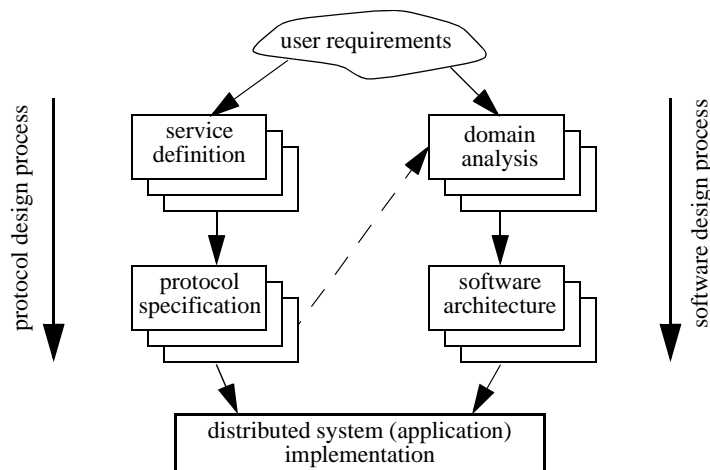 user requirements
protocol design process
service
definition
domain
analysis
software design process
protocol
specification
software
architecture
distributed system (application)
implementation